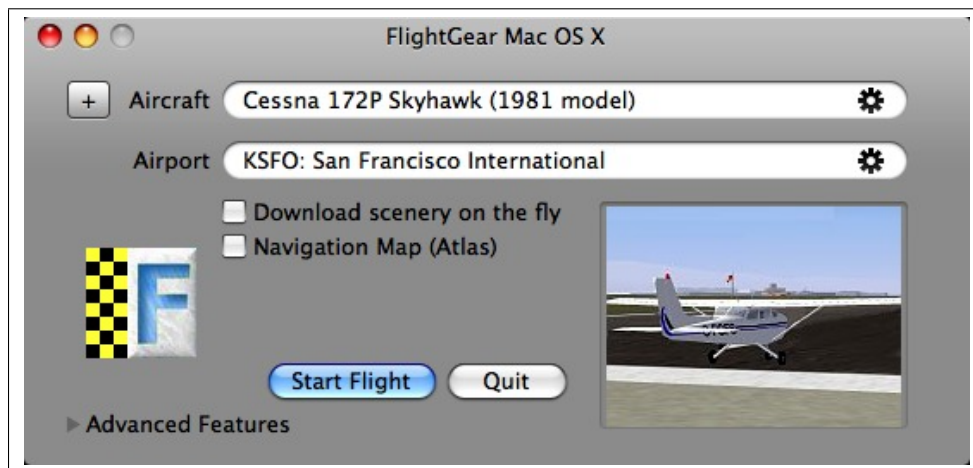 FlightGear Mac OS X
+ Aircraft Cessna 172P Skyhawk (1981 model)
Airport KSFO: San Francisco International
Download scenery on the fly
Navigation Map (Atlas)
F
Start Flight Quit
Advanced Features